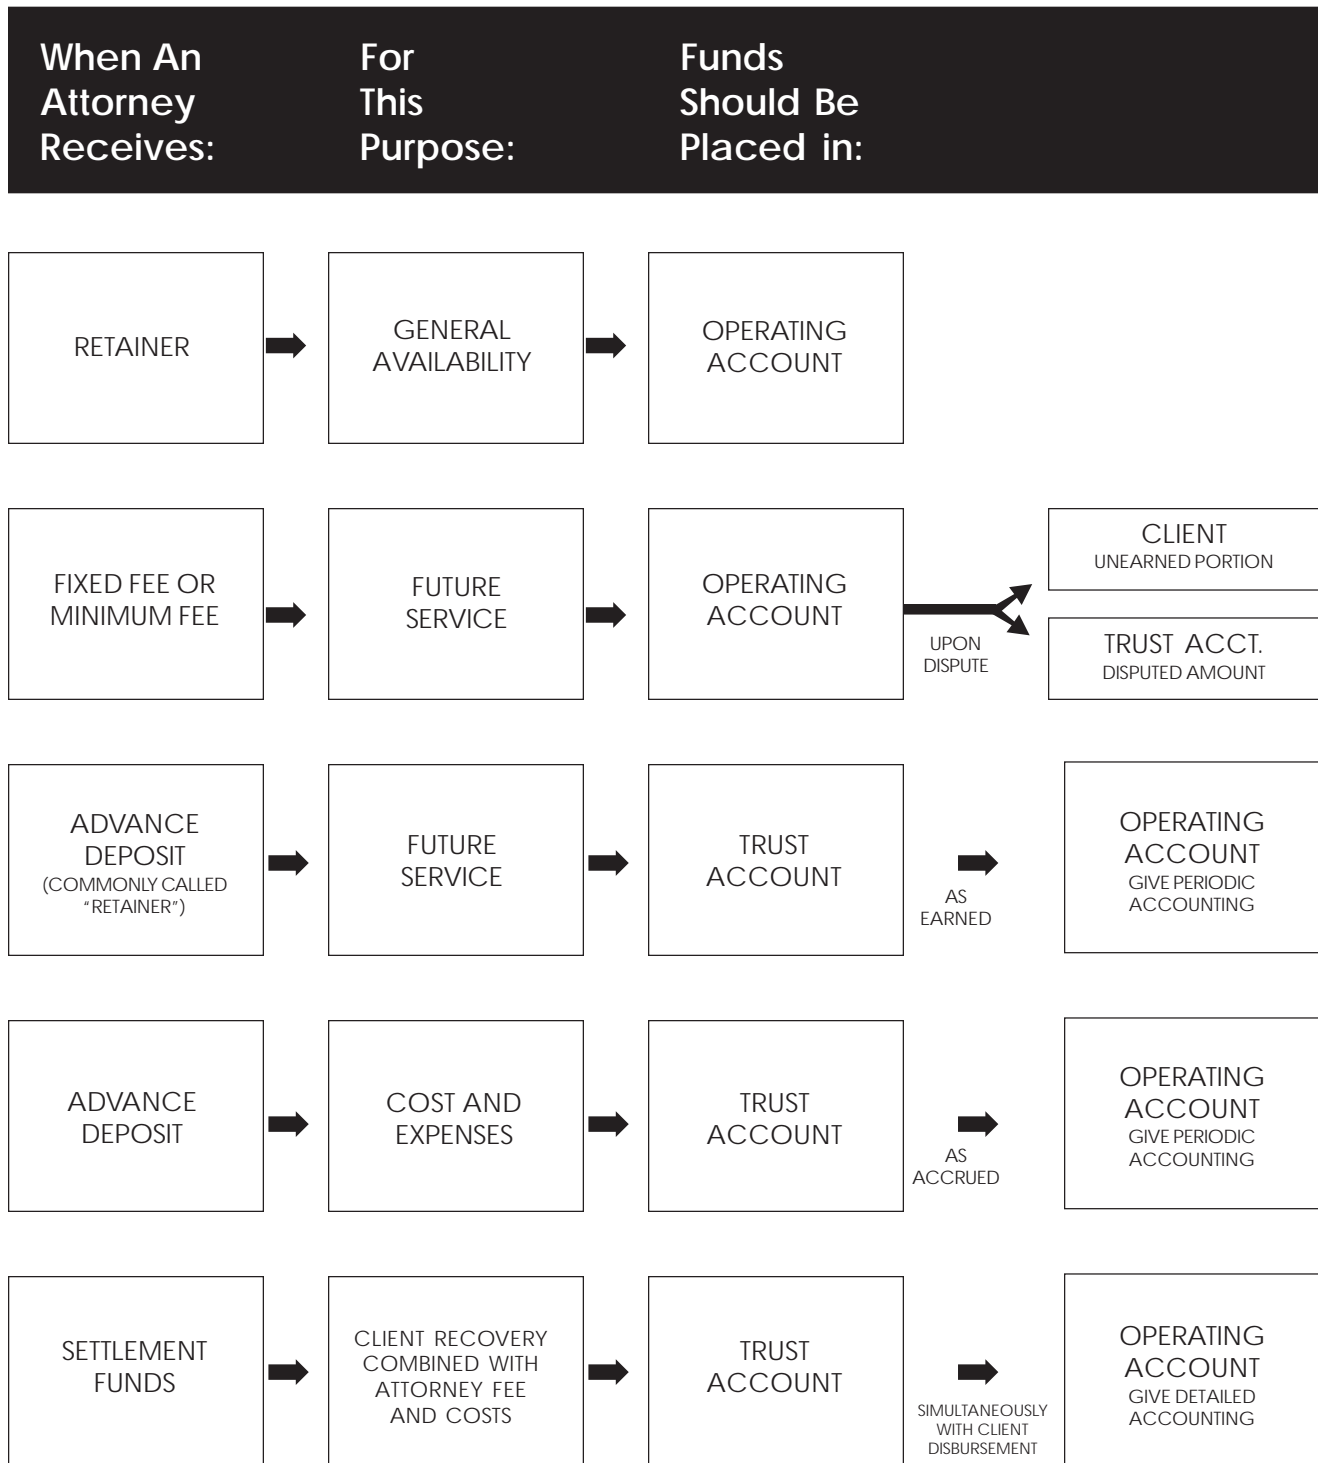 When An
Attorney
Receives:
For
This
Purpose:
Funds
Should Be
Placed in:
RETAINER
GENERAL
AVAILABILITY
OPERATING
ACCOUNT
FIXED FEE OR
MINIMUM FEE
FUTURE
SERVICE
OPERATING
ACCOUNT
UPON
DISPUTE
CLIENT
UNEARNED PORTION
TRUST ACCT.
DISPUTED AMOUNT
ADVANCE
DEPOSIT
(COMMONLY CALLED
"RETAINER")
FUTURE
SERVICE
TRUST
ACCOUNT
AS
EARNED
OPERATING
ACCOUNT
GIVE PERIODIC
ACCOUNTING
ADVANCE
DEPOSIT
COST AND
EXPENSES
TRUST
ACCOUNT
AS
ACCRUED
OPERATING
ACCOUNT
GIVE PERIODIC
ACCOUNTING
SETTLEMENT
FUNDS
CLIENT RECOVERY
COMBINED WITH
ATTORNEY FEE
AND COSTS
TRUST
ACCOUNT
SIMULTANEOUSLY
WITH CLIENT
DISBURSEMENT
OPERATING
ACCOUNT
GIVE DETAILED
ACCOUNTING